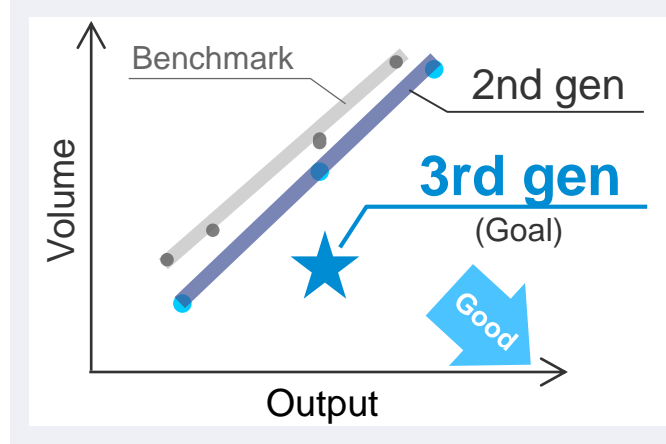 Benchmark
2nd gen
3rd gen
(Goal)
Good
Volume
Output